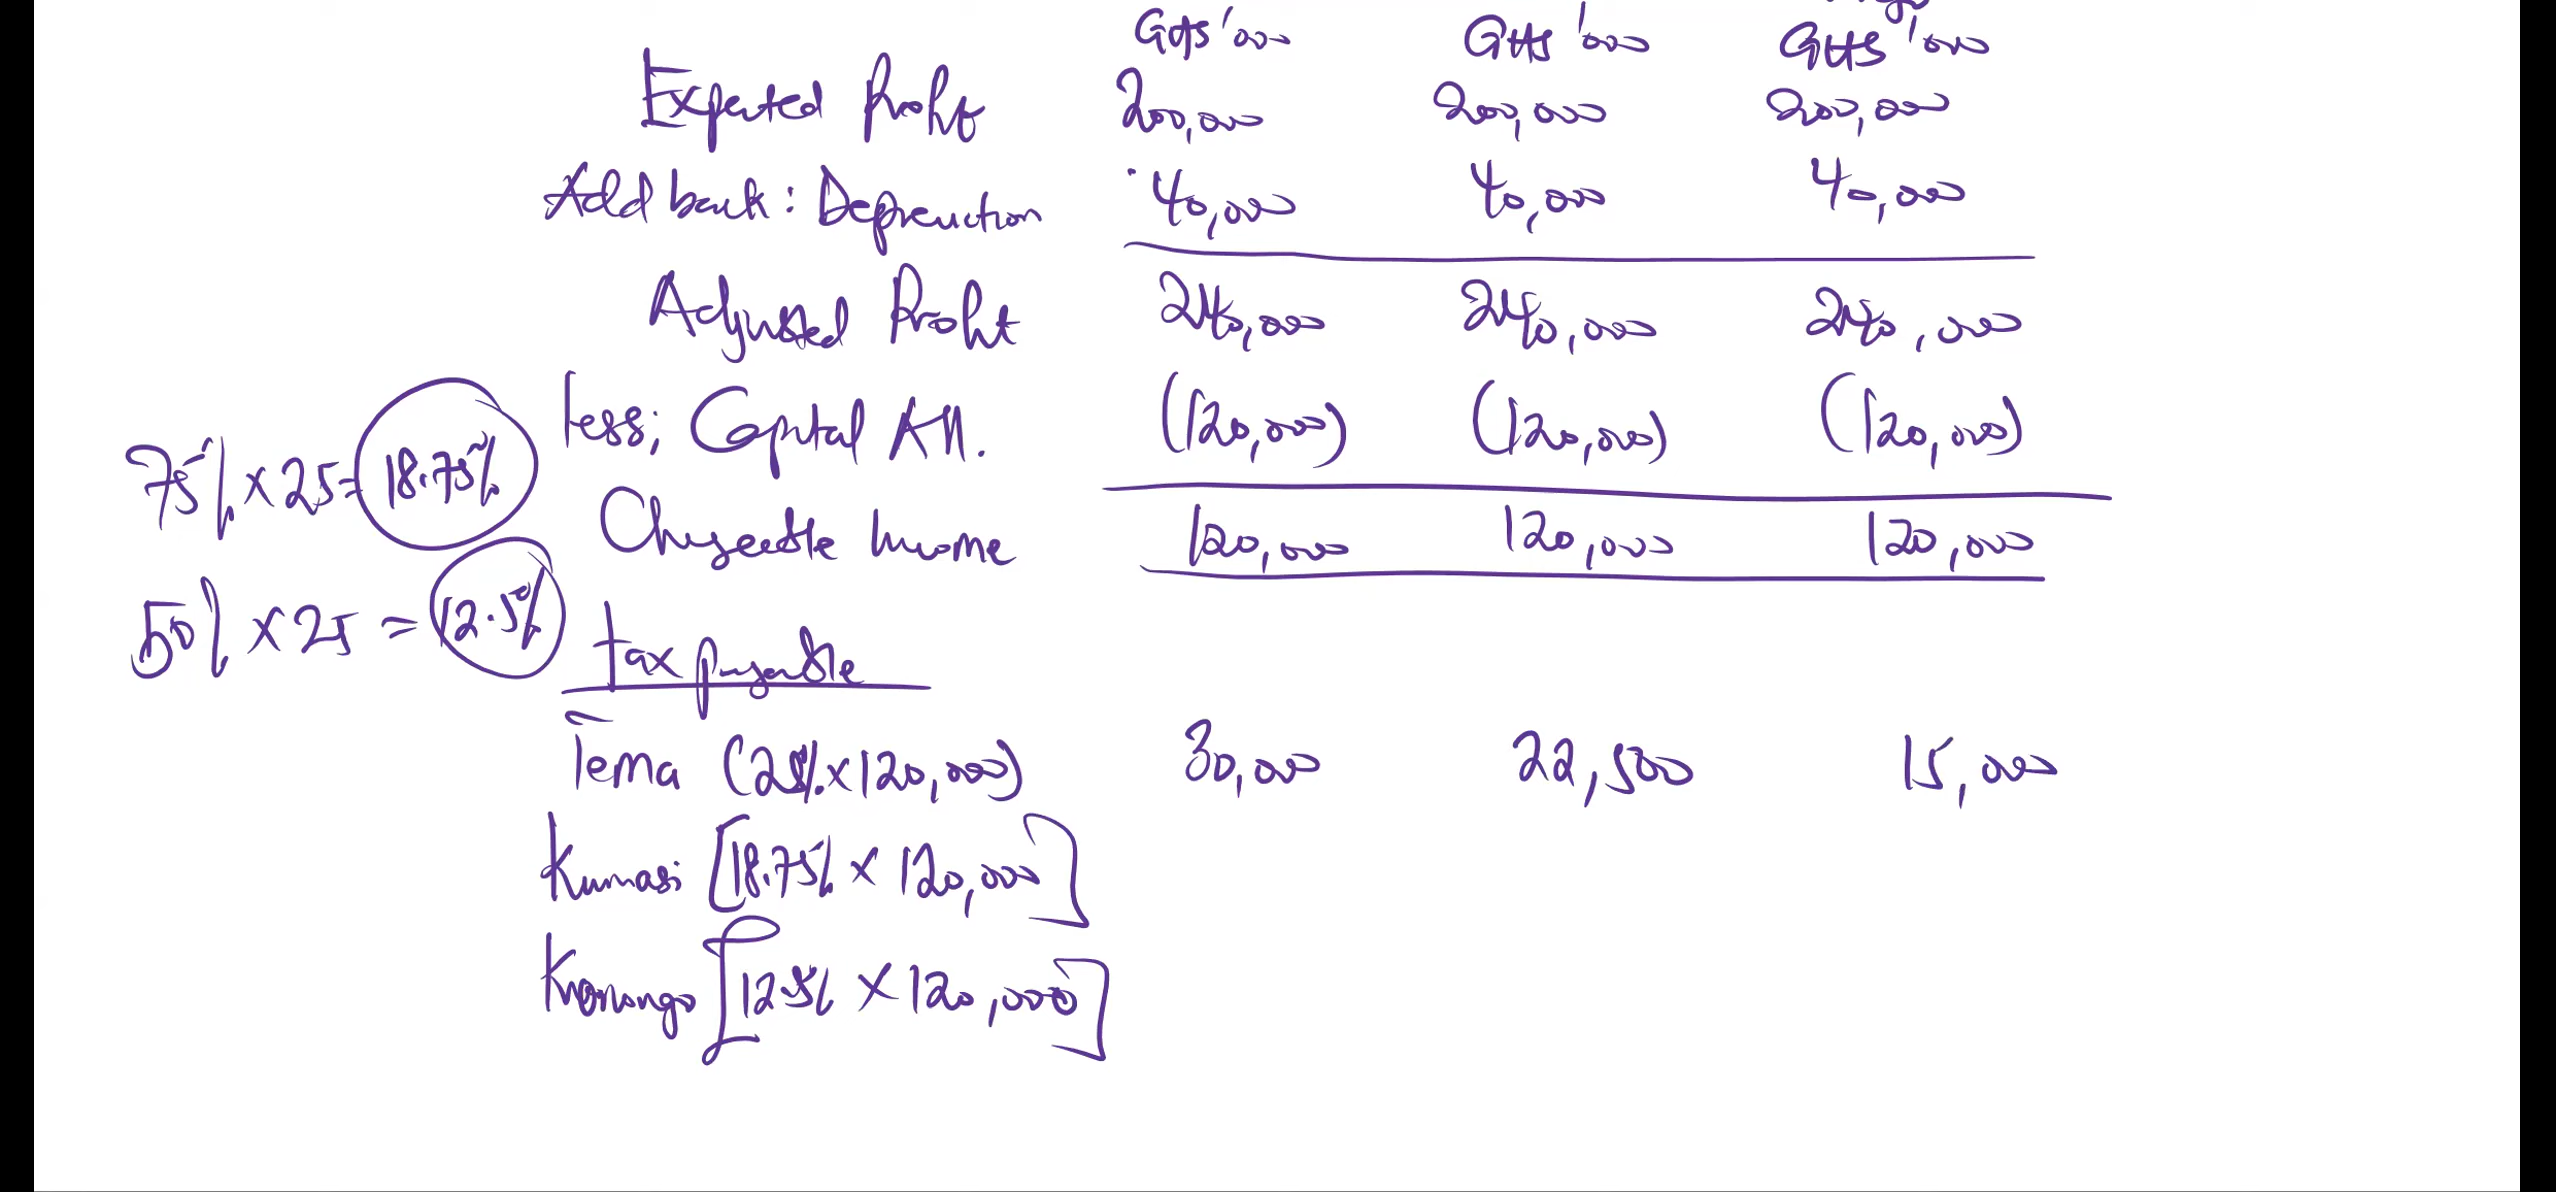 GHS '000 GHS '000 GHS '000
Expected Profit 200,000 200,000 200,000
Add back: Depreciation 40,000 40,000 40,000
Adjusted Profit 240,000 240,000 240,000
less; Capital All. (120,000) (120,000) (120,000)
75% × 25 = 18.75%
Chargeable Income 120,000 120,000 120,000
50% × 25 = 12.5%
tax payable
Tema (25% × 120,000) 30,000 22,500 15,000
Kumasi [18.75% × 120,000]
Konongo [12.5% × 120,000]